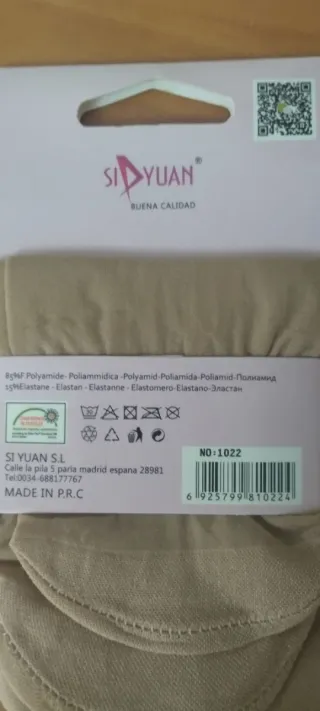 SIYUAN®
BUENA CALIDAD
85%F.Polyamide- Poliammidica -Polyamid-Poliamida-Poliamid-Полиамид
15%Elastane - Elastan - Elastanne - Elastomero-Elastano-Эластан
SI YUAN S.L
Calle la pila 5 parla madrid espana 28981
Tel:0034-688177767
MADE IN P.R.C
NO:1022
6 925799 810224